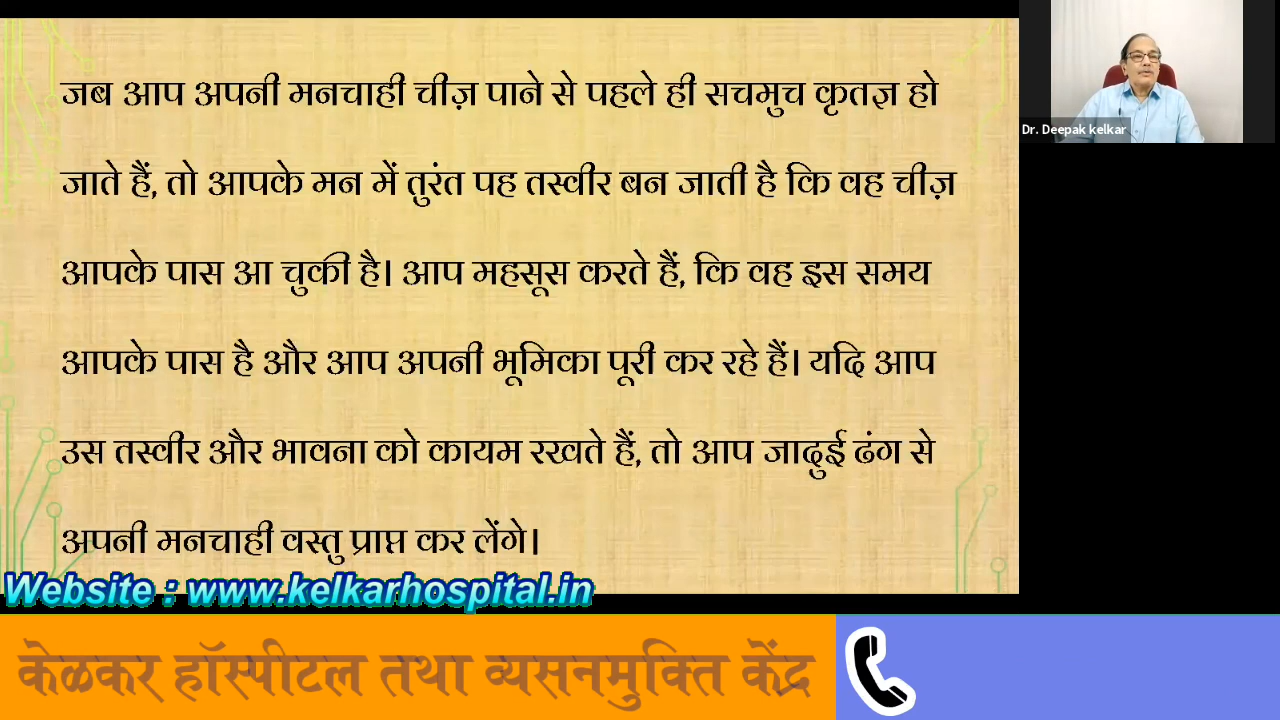 जब आप अपनी मनचाही चीज़ पाने से पहले ही सचमुच कृतज्ञ हो
जाते हैं, तो आपके मन में तुरंत पह तस्वीर बन जाती है कि वह चीज़
आपके पास आ चुकी है। आप महसूस करते हैं, कि वह इस समय
आपके पास है और आप अपनी भूमिका पूरी कर रहे हैं। यदि आप
उस तस्वीर और भावना को कायम रखते हैं, तो आप जादुई ढंग से
अपनी मनचाही वस्तु प्राप्त कर लेंगे।
Dr. Deepak kelkar
Website : www.kelkarhospital.in
केळकर हॉस्पीटल तथा व्यसनमुक्ति केंद्र